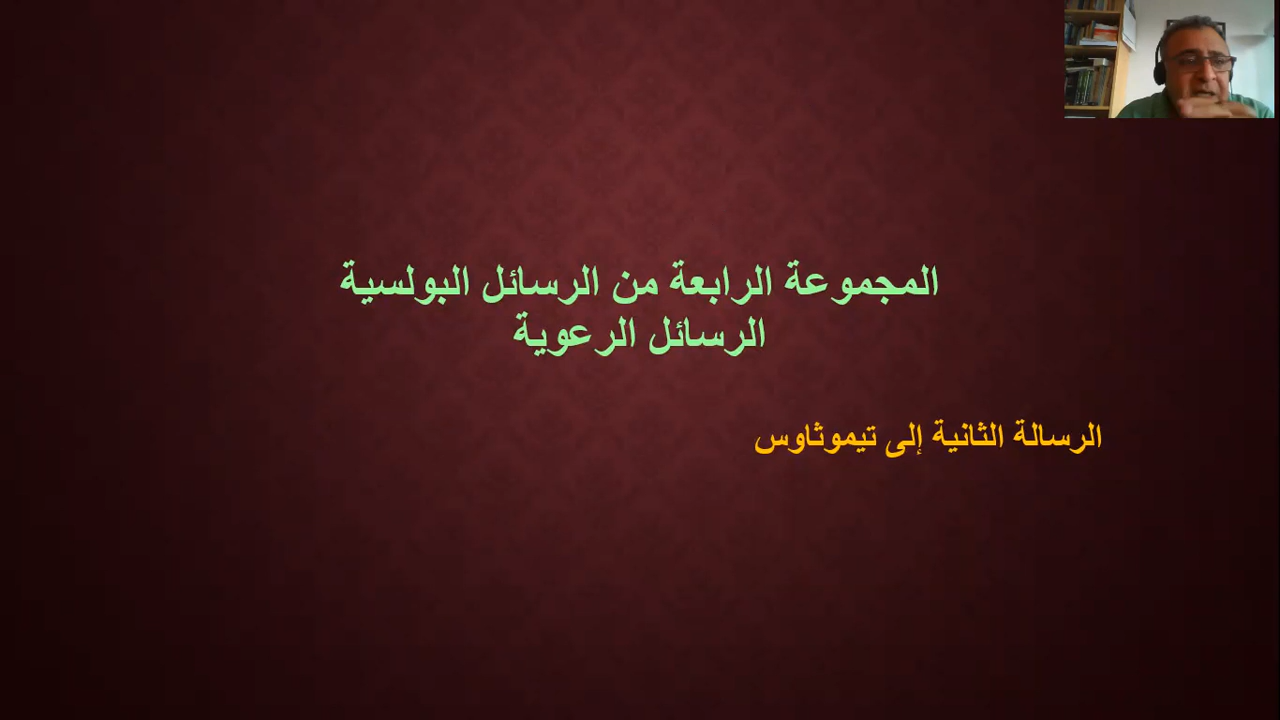 المجموعة الرابعة من الرسائل البولسية
الرسائل الرعوية
الرسالة الثانية إلى تيموثاوس